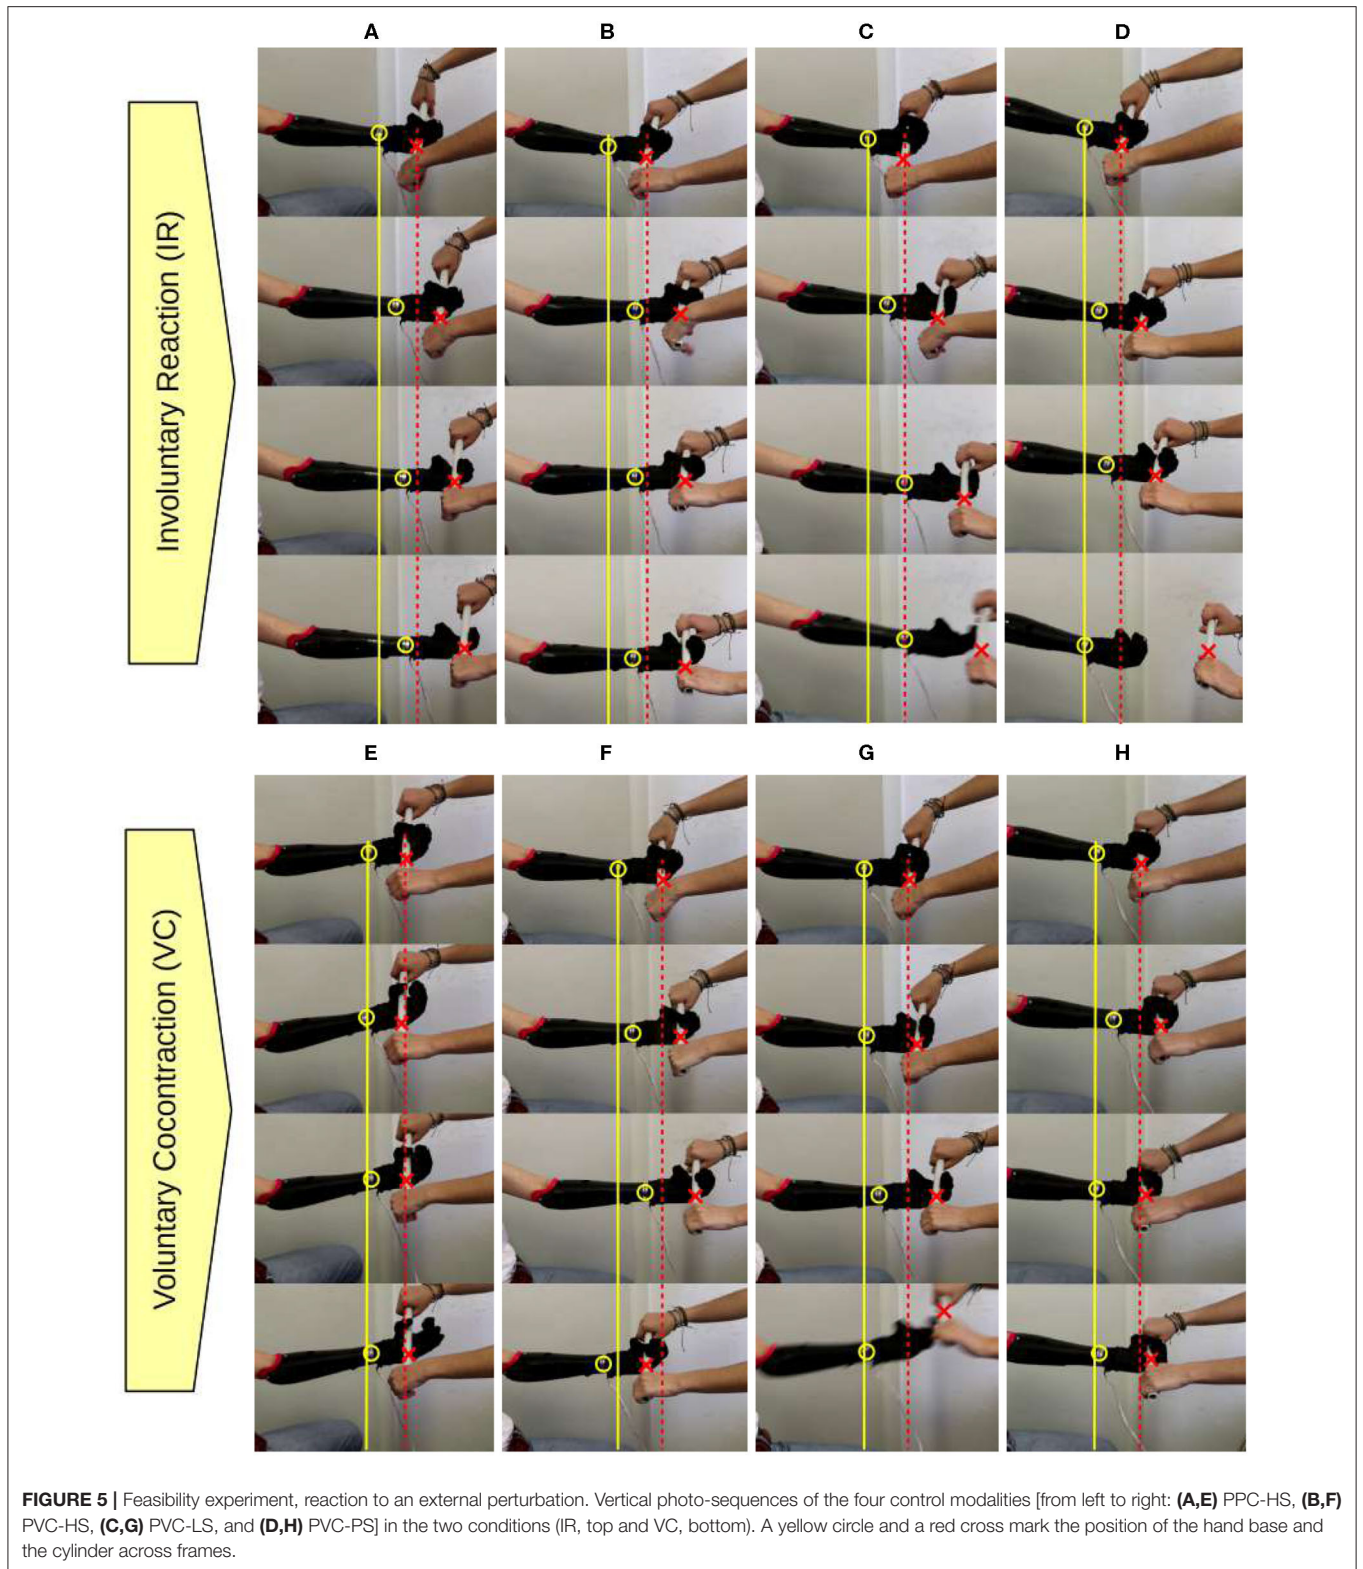 A
B
C
D
Involuntary Reaction (IR)
E
F
G
H
Voluntary Cocontraction (VC)
FIGURE 5 | Feasibility experiment, reaction to an external perturbation. Vertical photo-sequences of the four control modalities [from left to right: (A,E) PPC-HS, (B,F)
PVC-HS, (C,G) PVC-LS, and (D,H) PVC-PS] in the two conditions (IR, top and VC, bottom). A yellow circle and a red cross mark the position of the hand base and
the cylinder across frames.